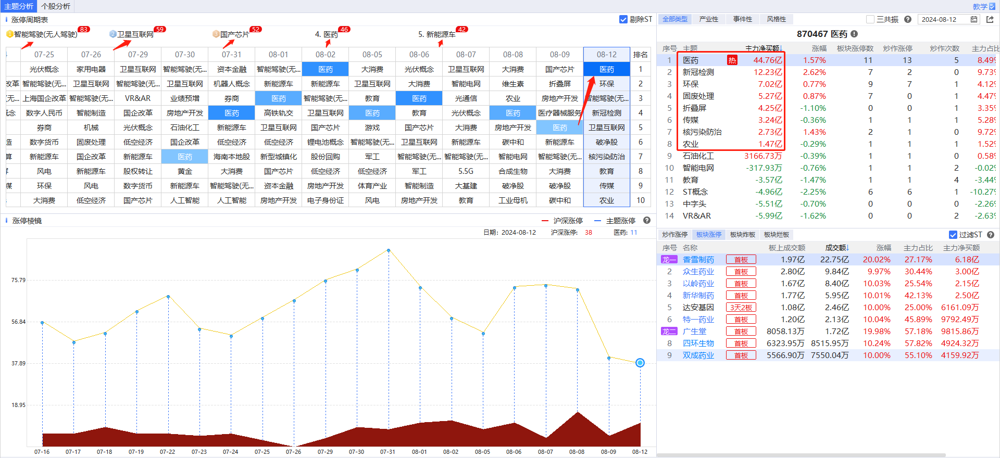 主题分析 个股分析 教学
涨停周期表 剔除ST
1 智能驾驶(无人驾驶) 83 2 卫星互联网 59 3 国产芯片 52 4. 医药 46 5. 新能源车 42
07-25 07-26 07-29 07-30 07-31 08-01 08-02 08-05 08-06 08-07 08-08 08-09 08-12 排名
光伏概念 家用电器 卫星互联网 智能驾驶(无... 资本金融 智能驾驶(无... 医药 大消费 光伏概念 卫星互联网 大消费 国产芯片 医药 1
改革 智能驾驶(无... 卫星互联网 智能驾驶(无... 卫星互联网 机器人概念 新能源车 新能源车 卫星互联网 大消费 智能电网 维生素 折叠屏 环保 2
(无... 上海国企改革 智能驾驶(无... VR&AR 业绩预增 券商 医药 智能驾驶(无... 教育 医药 光通信 农业 房地产开发 智能驾驶(无... 3
概念 数字人民币 智能制造 国企改革 房地产开发 医药 高铁轨交 卫星互联网 医药 教育 光伏概念 医药 医疗器械服务 新冠检测 4
券商 机械 光伏概念 石油化工 新能源车 卫星互联网 国产芯片 游戏 国产芯片 大消费 房地产开发 医药 卫星互联网 5
造 数字货币 固废处理 低空经济 国企改革 低空经济 低空经济 锂电池概念 智能驾驶(无... 卫星互联网 新能源车 碳中和 新能源车 破净股 6
算 新能源车 国企改革 新能源车 医药 海南本地股 新型城镇化 股份回购 军工 智能驾驶(无... 智能驾驶(无... 智能电网 智能驾驶(无... 核污染防治 7
风电 新能源车 股权转让 黄金 大消费 国产芯片 低空经济 低空经济 军工 5.5G 合成生物 大消费 教育 8
媒 环保 风电 数字货币 新能源车 智能驾驶(无... 资本金融 房地产开发 体育产业 智能制造 大基建 破净股 破净股 传媒 9
大消费 低空经济 国产芯片 人工智能 人工智能 房地产开发 电子身份证 风电 房地产开发 教育 工业母机 碳中和 农业 10
涨停棱镜 沪深涨停 主题涨停
日期: 2024-08-12 沪深涨停: 38 医药: 11
75.79
56.84
37.89
18.95
07-16 07-17 07-18 07-19 07-22 07-23 07-24 07-25 07-26 07-29 07-30 07-31 08-01 08-02 08-05 08-06 08-07 08-08 08-09 08-12
全部类型 产业性 事件性 风格性 三共振 2024-08-12
870467 医药
序号 主题 主力净买额↓ 涨幅 板块涨停数 炒作涨停 炒作次数 主力占比
1 医药 热 44.76亿 1.57% 11 13 5 8.49%
2 新冠检测 12.23亿 2.62% 7 2 0 9.73%
3 环保 7.02亿 0.77% 9 7 1 4.12%
4 固废处理 5.27亿 0.87% 7 0 1 4.47%
5 折叠屏 4.25亿 -1.10% 0 0 1 3.35%
6 传媒 3.24亿 -0.36% 1 1 1 5.28%
7 核污染防治 2.73亿 1.43% 2 1 0 9.72%
8 农业 1.47亿 -0.29% 1 1 1 1.52%
9 石油化工 3166.73万 -0.39% 1 1 0 0.58%
10 智能电网 -317.93万 -0.76% 1 1 2 -0.02%
11 教育 -3.57亿 -1.47% 1 1 4 -3.44%
12 ST概念 -4.96亿 -2.25% 6 6 1 -10.27%
13 中字头 -5.51亿 -0.70% 0 0 0 -2.26%
14 VR&AR -5.99亿 -1.62% 0 0 2 -2.63%
炒作涨停 板块涨停 板块炸板 板块烂板 过滤ST
序号 名称 板上成交额 成交额↓ 涨幅 主力占比 主力净买额
龙一 香雪制药 首板 1.97亿 22.75亿 20.02% 27.17% 6.18亿
2 众生药业 首板 2.80亿 9.84亿 9.97% 30.44% 3.00亿
3 以岭药业 首板 1.67亿 8.40亿 10.03% 25.54% 2.15亿
4 新华制药 首板 1.77亿 5.95亿 10.01% 42.13% 2.50亿
5 达安基因 3天2板 1.08亿 2.46亿 10.00% 25.00% 6161.09万
6 特一药业 首板 1.20亿 2.13亿 10.04% 45.89% 9792.49万
龙二 广生堂 首板 8058.13万 1.72亿 19.98% 57.18% 9815.86万
8 四环生物 首板 6323.95万 8515.95万 10.24% 57.82% 4924.32万
9 双成药业 首板 5566.90万 7550.04万 10.00% 55.10% 4159.92万